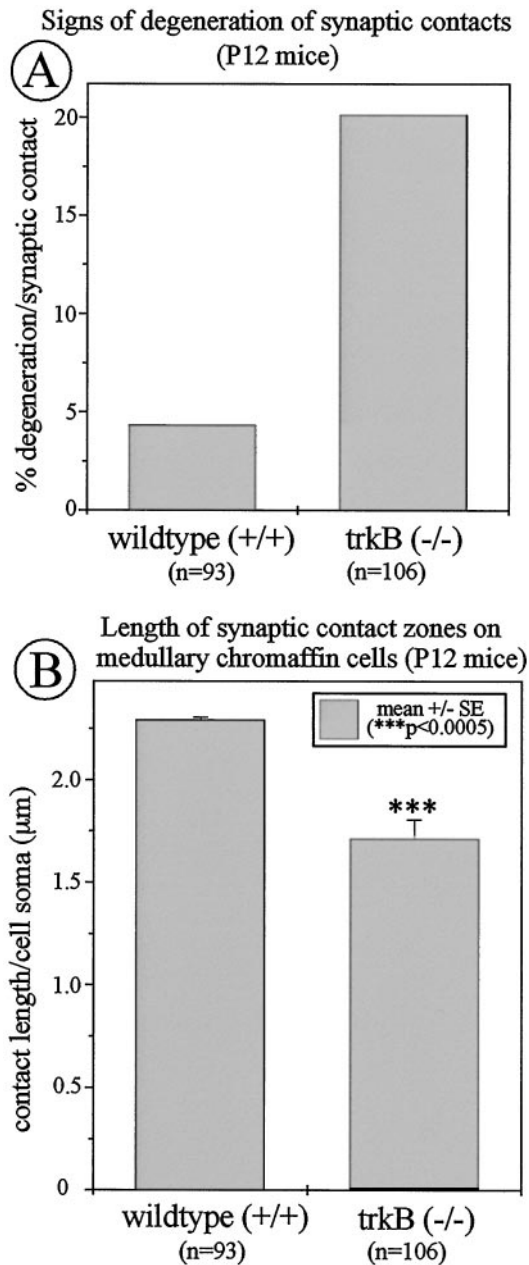 Signs of degeneration of synaptic contacts
(P12 mice)
A
% degeneration/synaptic contact
20
15
10
5
0
wildtype (+/+)
trkB (-/-)
(n=93)
(n=106)
Length of synaptic contact zones on
medullary chromaffin cells (P12 mice)
B
contact length/cell soma (μm)
mean +/- SE
(***p<0.0005)
***
2.0
1.5
1.0
0.5
0
wildtype (+/+)
trkB (-/-)
(n=93)
(n=106)